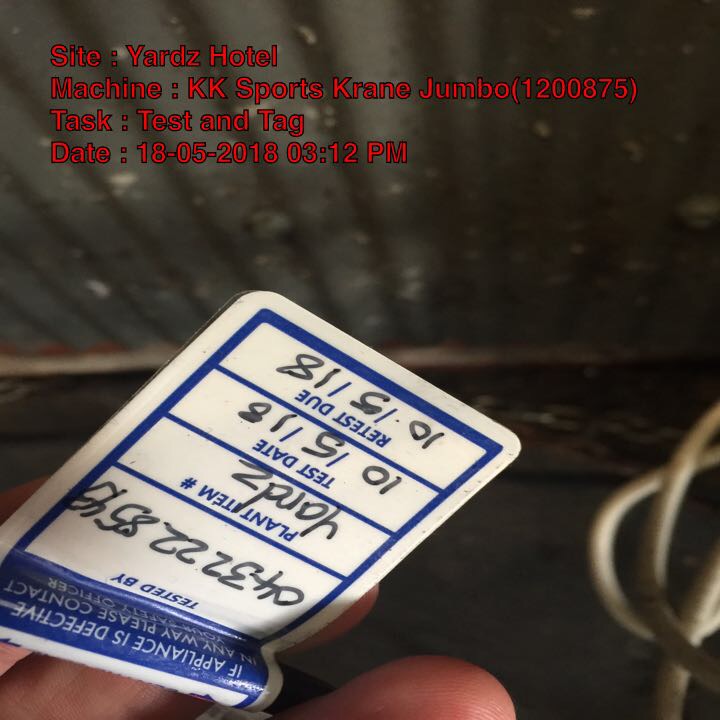 Site : Yardz Hotel
Machine : KK Sports Krane Jumbo(1200875)
Task : Test and Tag
Date : 18-05-2018 03:12 PM
IF APPLIANCE IS DEFECTIVE
IN ANY WAY PLEASE CONTACT
YOUR SAFETY OFFICER
TESTED BY
PLANT ITEM #
Yardz
TEST DATE
10/5/18
RETEST DUE
10/5/18